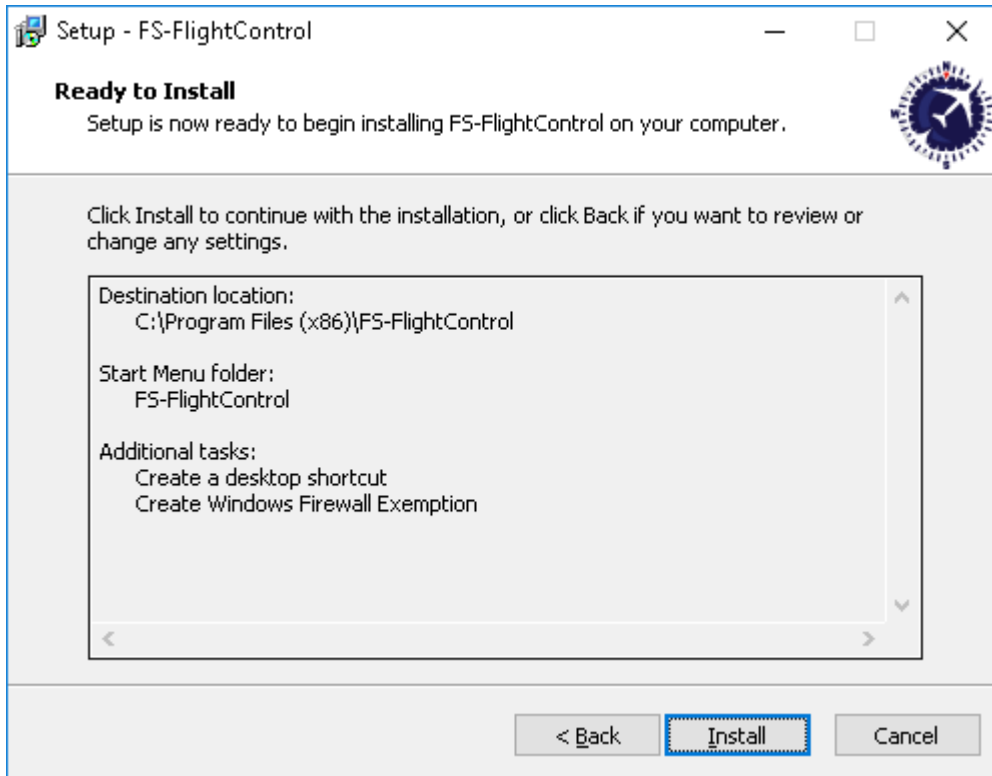 Setup - FS-FlightControl
Ready to Install
Setup is now ready to begin installing FS-FlightControl on your computer.
Click Install to continue with the installation, or click Back if you want to review or
change any settings.
Destination location:
C:\Program Files (x86)\FS-FlightControl
Start Menu folder:
FS-FlightControl
Additional tasks:
Create a desktop shortcut
Create Windows Firewall Exemption
< Back
Install
Cancel